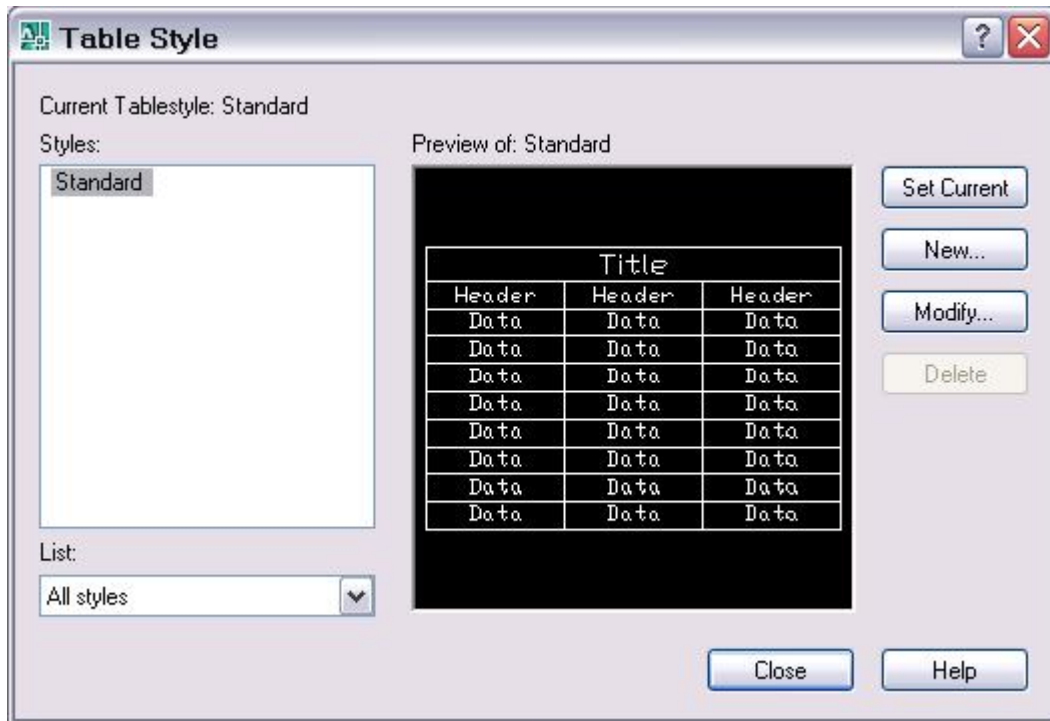 Table Style
Current Tablestyle: Standard
Styles:
Standard
List:
All styles
Preview of: Standard
Title
Header Header Header
Data Data Data
Data Data Data
Data Data Data
Data Data Data
Data Data Data
Data Data Data
Data Data Data
Data Data Data
Set Current
New...
Modify...
Delete
Close
Help